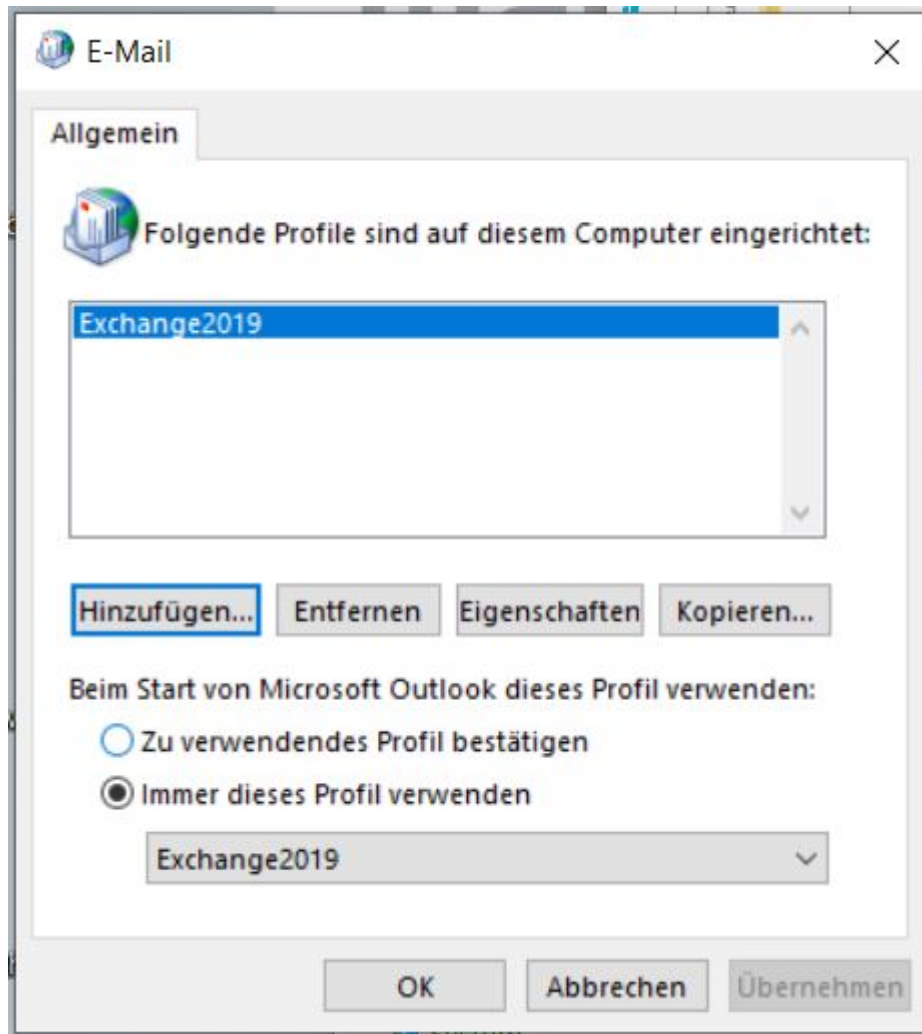 E-Mail
Allgemein
Folgende Profile sind auf diesem Computer eingerichtet:
Exchange2019
Hinzufügen...
Entfernen
Eigenschaften
Kopieren...
Beim Start von Microsoft Outlook dieses Profil verwenden:
Zu verwendendes Profil bestätigen
Immer dieses Profil verwenden
Exchange2019
OK
Abbrechen
Übernehmen